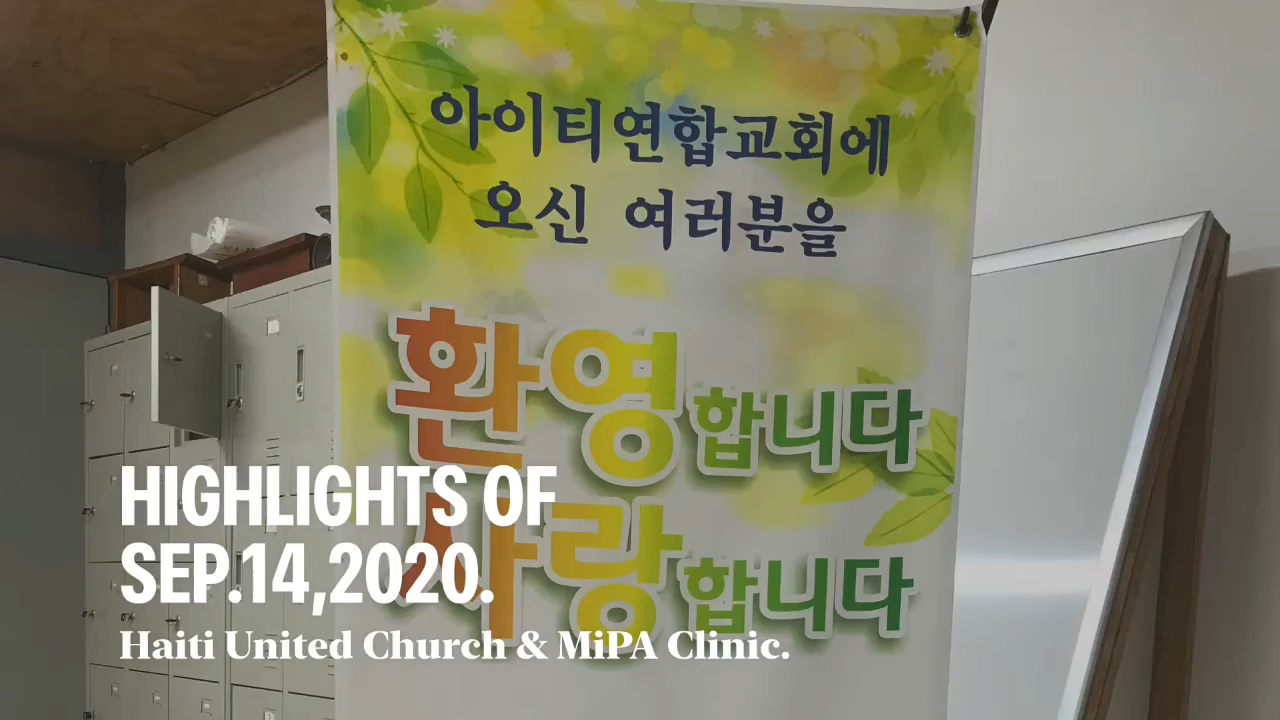 아이티연합교회에
오신 여러분을
환영합니다
사랑합니다
HIGHLIGHTS OF
SEP.14,2020.
Haiti United Church & MiPA Clinic.